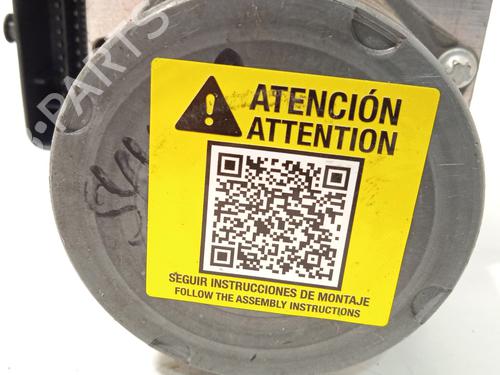 ATENCIÓN
ATTENTION
SEGUIR INSTRUCCIONES DE MONTAJE
FOLLOW THE ASSEMBLY INSTRUCTIONS